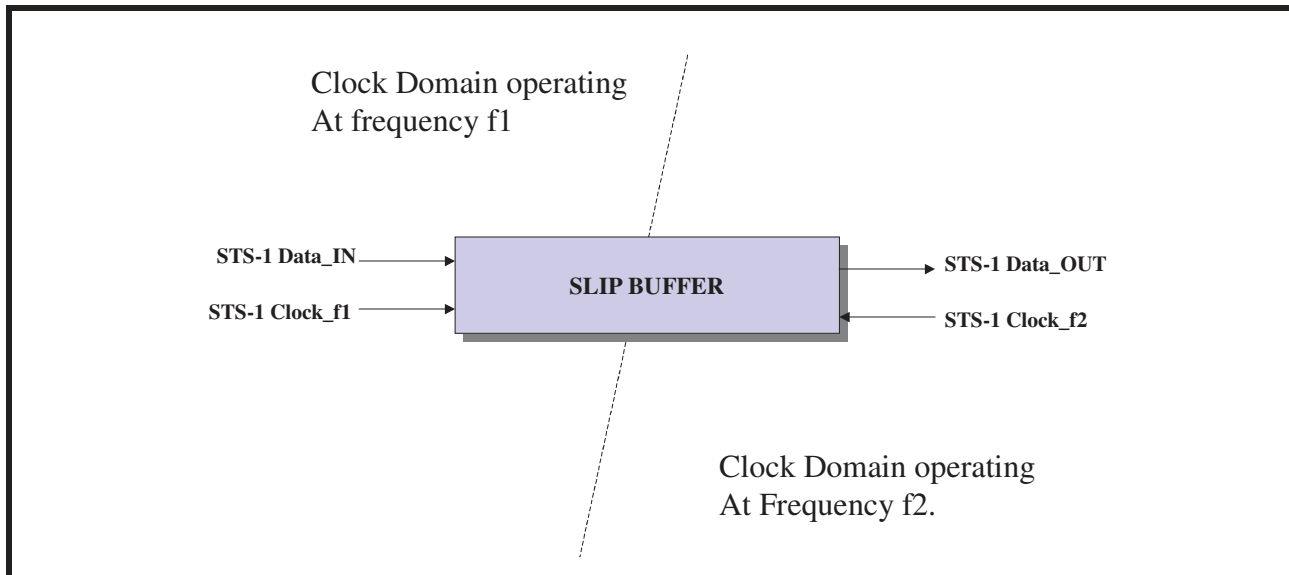 Clock Domain operating
At frequency f1
STS-1 Data_IN
STS-1 Clock_f1
SLIP BUFFER
STS-1 Data_OUT
STS-1 Clock_f2
Clock Domain operating
At Frequency f2.